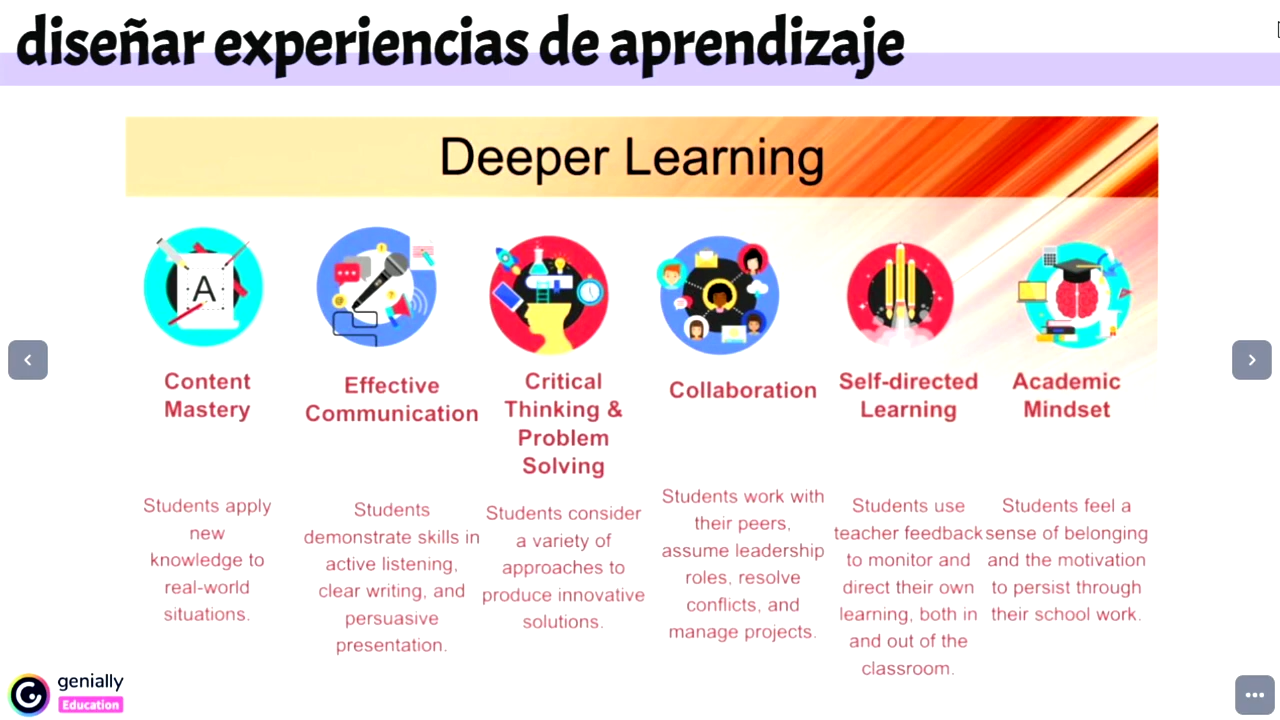 diseñar experiencias de aprendizaje
Deeper Learning
A
Content
Mastery
Students apply
new
knowledge to
real-world
situations.
Effective
Communication
Students
demonstrate skills in
active listening,
clear writing, and
persuasive
presentation.
Critical
Thinking &
Problem
Solving
Students consider
a variety of
approaches to
produce innovative
solutions.
Collaboration
Students work with
their peers,
assume leadership
roles, resolve
conflicts, and
manage projects.
Self-directed
Learning
Students use
teacher feedback
to monitor and
direct their own
learning, both in
and out of the
classroom.
Academic
Mindset
Students feel a
sense of belonging
and the motivation
to persist through
their school work.
genially
Education